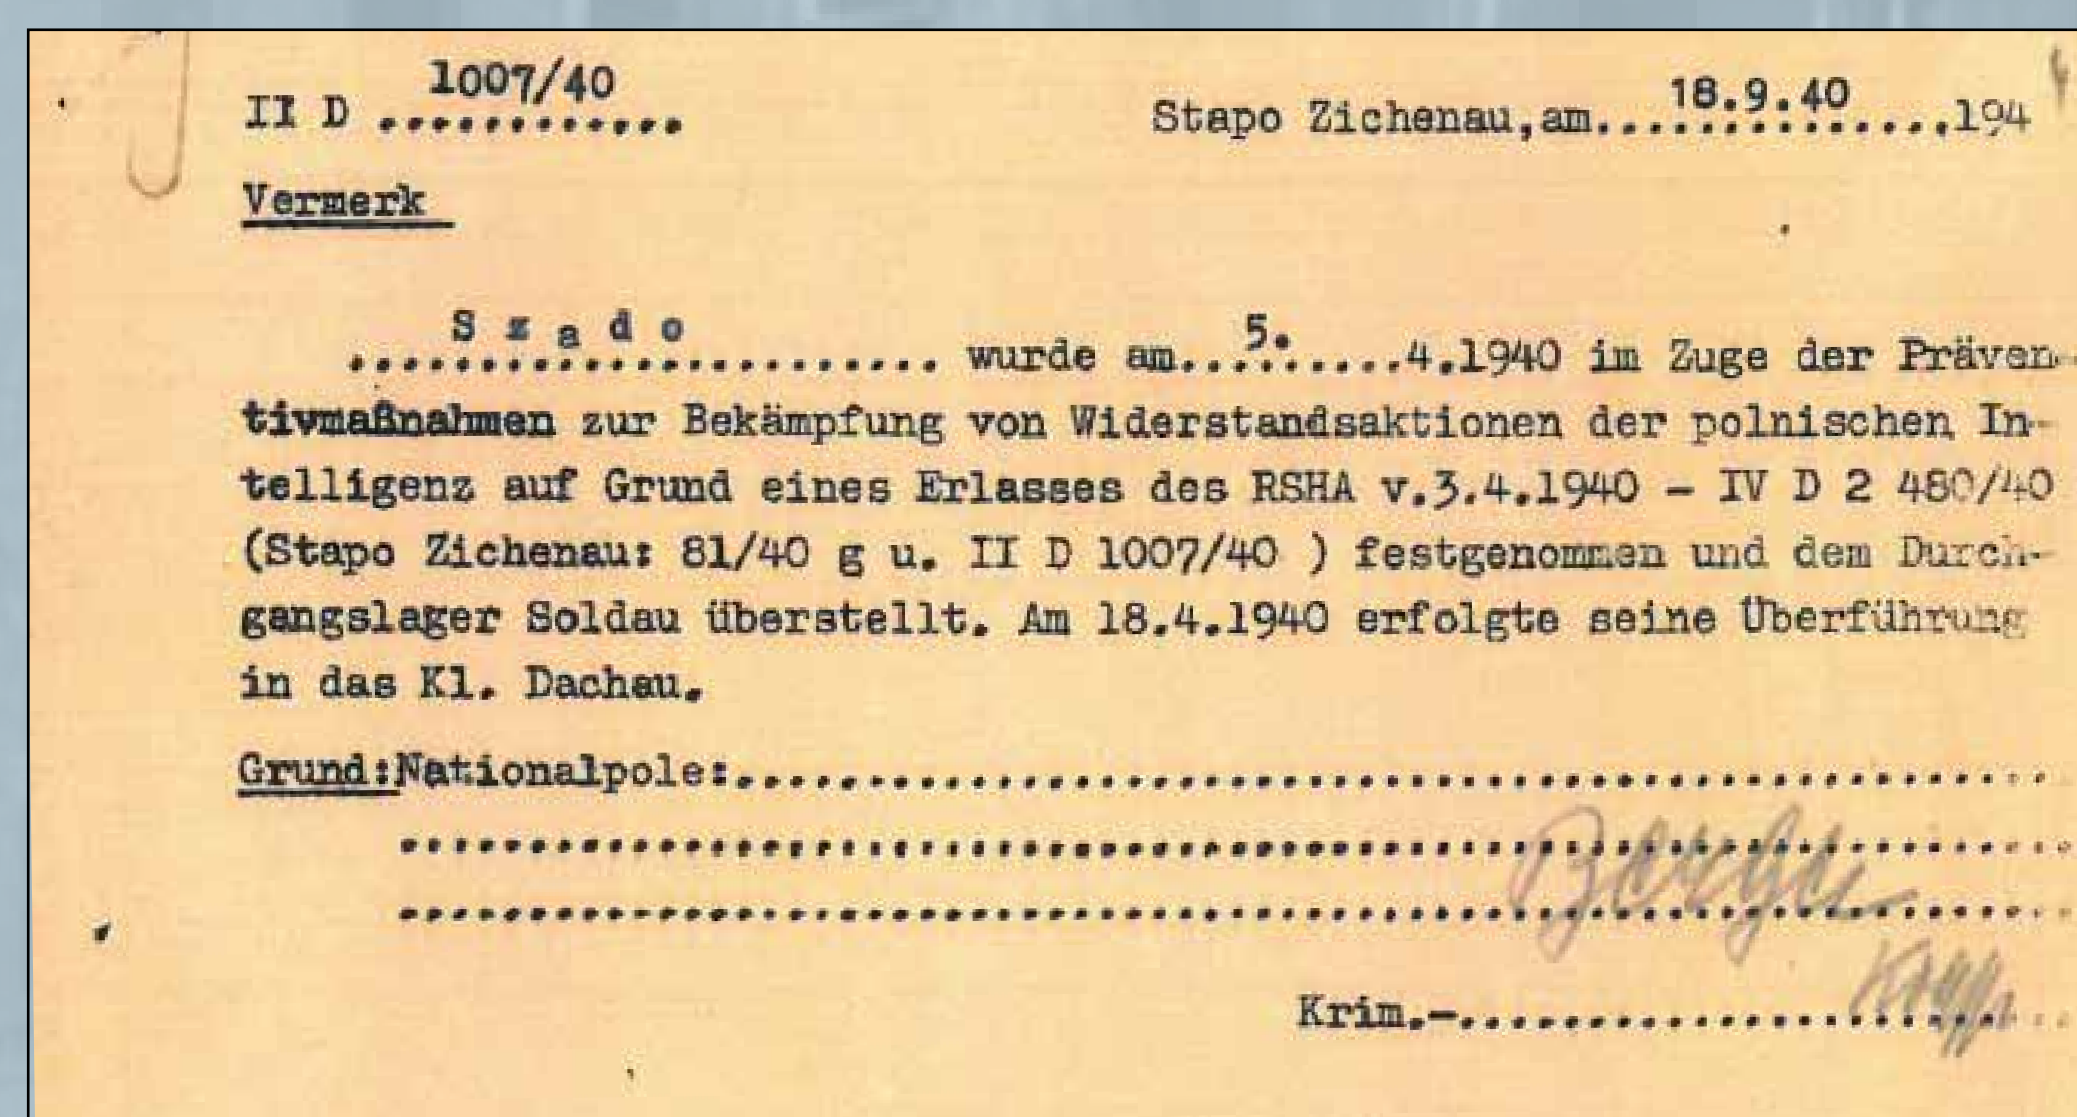 II D 1007/40
Stapo Zichenau, am 18.9.40 194
Vermerk
Szado wurde am 5. 4.1940 im Zuge der Präven-
tivmaßnahmen zur Bekämpfung von Widerstandsaktionen der polnischen In-
telligenz auf Grund eines Erlasses des RSHA v.3.4.1940 - IV D 2 480/40
(Stapo Zichenau: 81/40 g u. II D 1007/40 ) festgenommen und dem Durch-
gangslager Soldau überstellt. Am 18.4.1940 erfolgte seine Überführung
in das Kl. Dachau.
Grund: Nationalpole:
Krim.-